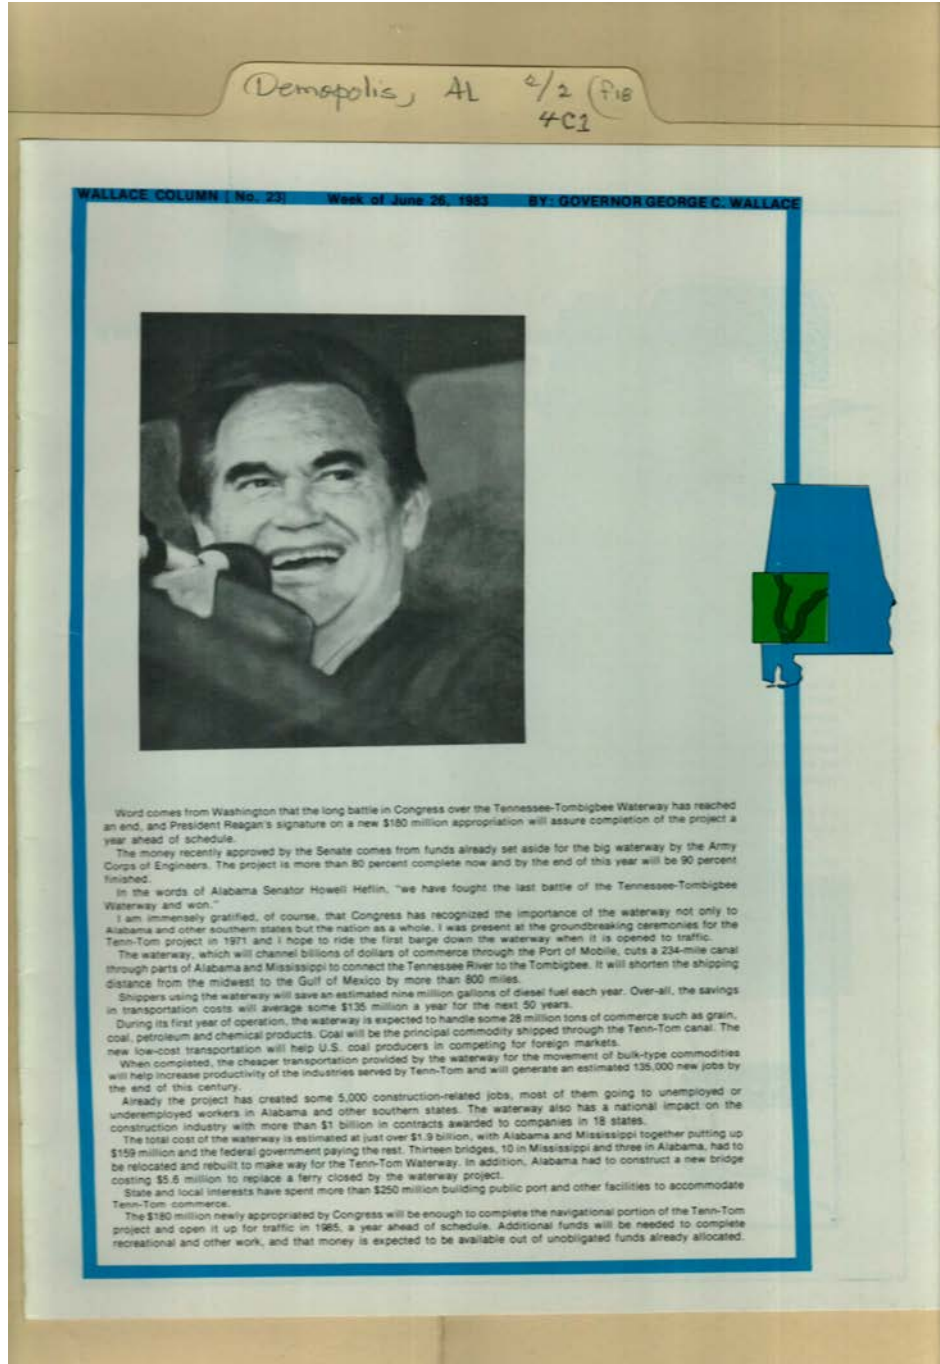 Demopolis, AL 2/2 (F18
4C1
WALLACE COLUMN [ No. 23] Week of June 26, 1983 BY: GOVERNOR GEORGE C. WALLACE
Word comes from Washington that the long battle in Congress over the Tennessee-Tombigbee Waterway has reached
an end, and President Reagan's signature on a new $180 million appropriation will assure completion of the project a
year ahead of schedule.
The money recently approved by the Senate comes from funds already set aside for the big waterway by the Army
Corps of Engineers. The project is more than 80 percent complete now and by the end of this year will be 90 percent
finished.
In the words of Alabama Senator Howell Heflin, "we have fought the last battle of the Tennessee-Tombigbee
Waterway and won."
I am immensely gratified, of course, that Congress has recognized the importance of the waterway not only to
Alabama and other southern states but the nation as a whole. I was present at the groundbreaking ceremonies for the
Tenn-Tom project in 1971 and I hope to ride the first barge down the waterway when it is opened to traffic.
The waterway, which will channel billions of dollars of commerce through the Port of Mobile, cuts a 234-mile canal
through parts of Alabama and Mississippi to connect the Tennessee River to the Tombigbee. It will shorten the shipping
distance from the midwest to the Gulf of Mexico by more than 800 miles.
Shippers using the waterway will save an estimated nine million gallons of diesel fuel each year. Over-all, the savings
in transportation costs will average some $135 million a year for the next 50 years.
During its first year of operation, the waterway is expected to handle some 28 million tons of commerce such as grain,
coal, petroleum and chemical products. Coal will be the principal commodity shipped through the Tenn-Tom canal. The
new low-cost transportation will help U.S. coal producers in competing for foreign markets.
When completed, the cheaper transportation provided by the waterway for the movement of bulk-type commodities
will help increase productivity of the industries served by Tenn-Tom and will generate an estimated 135,000 new jobs by
the end of this century.
Already the project has created some 5,000 construction-related jobs, most of them going to unemployed or
underemployed workers in Alabama and other southern states. The waterway also has a national impact on the
construction industry with more than $1 billion in contracts awarded to companies in 18 states.
The total cost of the waterway is estimated at just over $1.9 billion, with Alabama and Mississippi together putting up
$159 million and the federal government paying the rest. Thirteen bridges, 10 in Mississippi and three in Alabama, had to
be relocated and rebuilt to make way for the Tenn-Tom Waterway. In addition, Alabama had to construct a new bridge
costing $5.6 million to replace a ferry closed by the waterway project.
State and local interests have spent more than $250 million building public port and other facilities to accommodate
Tenn-Tom commerce.
The $180 million newly appropriated by Congress will be enough to complete the navigational portion of the Tenn-Tom
project and open it up for traffic in 1985, a year ahead of schedule. Additional funds will be needed to complete
recreational and other work, and that money is expected to be available out of unobligated funds already allocated.